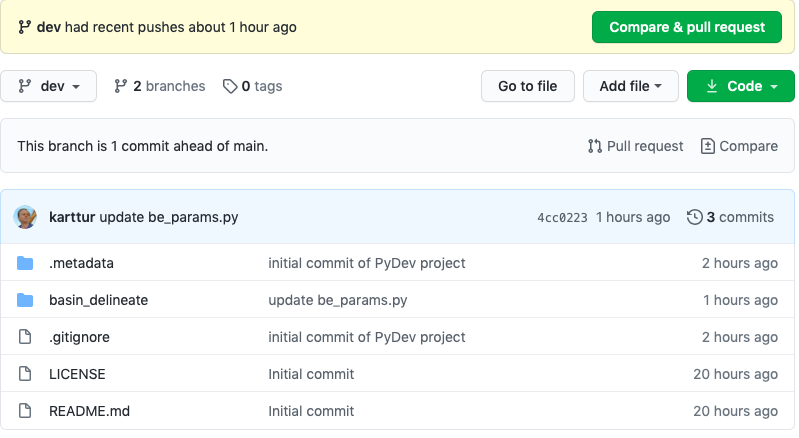 dev had recent pushes about 1 hour ago Compare & pull request
dev 2 branches 0 tags Go to file Add file Code
This branch is 1 commit ahead of main. Pull request Compare
karttur update be_params.py 4cc0223 1 hours ago 3 commits
.metadata initial commit of PyDev project 2 hours ago
basin_delineate update be_params.py 1 hours ago
.gitignore initial commit of PyDev project 2 hours ago
LICENSE Initial commit 20 hours ago
README.md Initial commit 20 hours ago